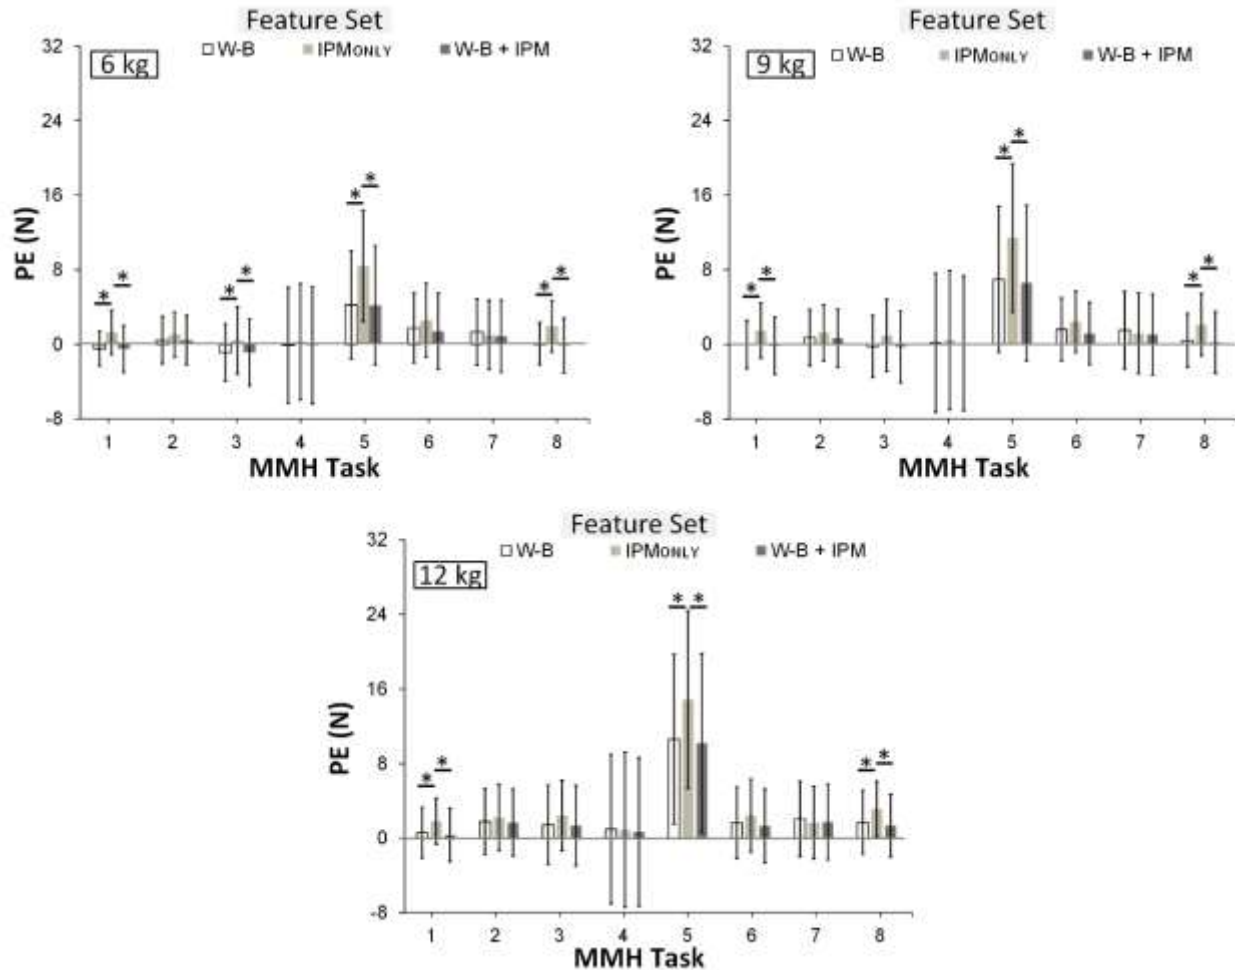 Feature Set
W-B IPMONLY W-B + IPM
6 kg
32
24
16
8
0
-8
PE (N)
* * * * * * * *
1 2 3 4 5 6 7 8
MMH Task
Feature Set
W-B IPMONLY W-B + IPM
9 kg
32
24
16
8
0
-8
PE (N)
* * * * * *
1 2 3 4 5 6 7 8
MMH Task
Feature Set
W-B IPMONLY W-B + IPM
12 kg
32
24
16
8
0
-8
PE (N)
* * * * * *
1 2 3 4 5 6 7 8
MMH Task